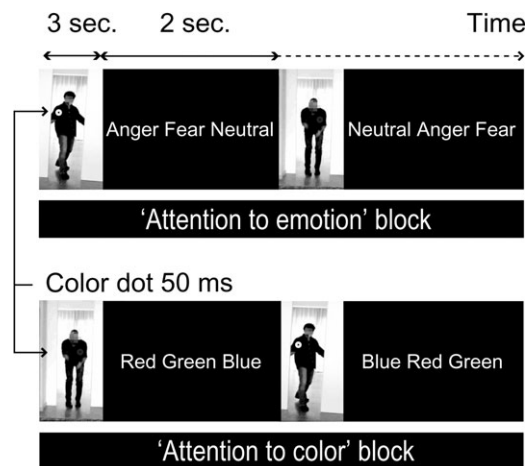 3 sec. 2 sec. Time
Anger Fear Neutral Neutral Anger Fear
'Attention to emotion' block
Color dot 50 ms
Red Green Blue Blue Red Green
'Attention to color' block